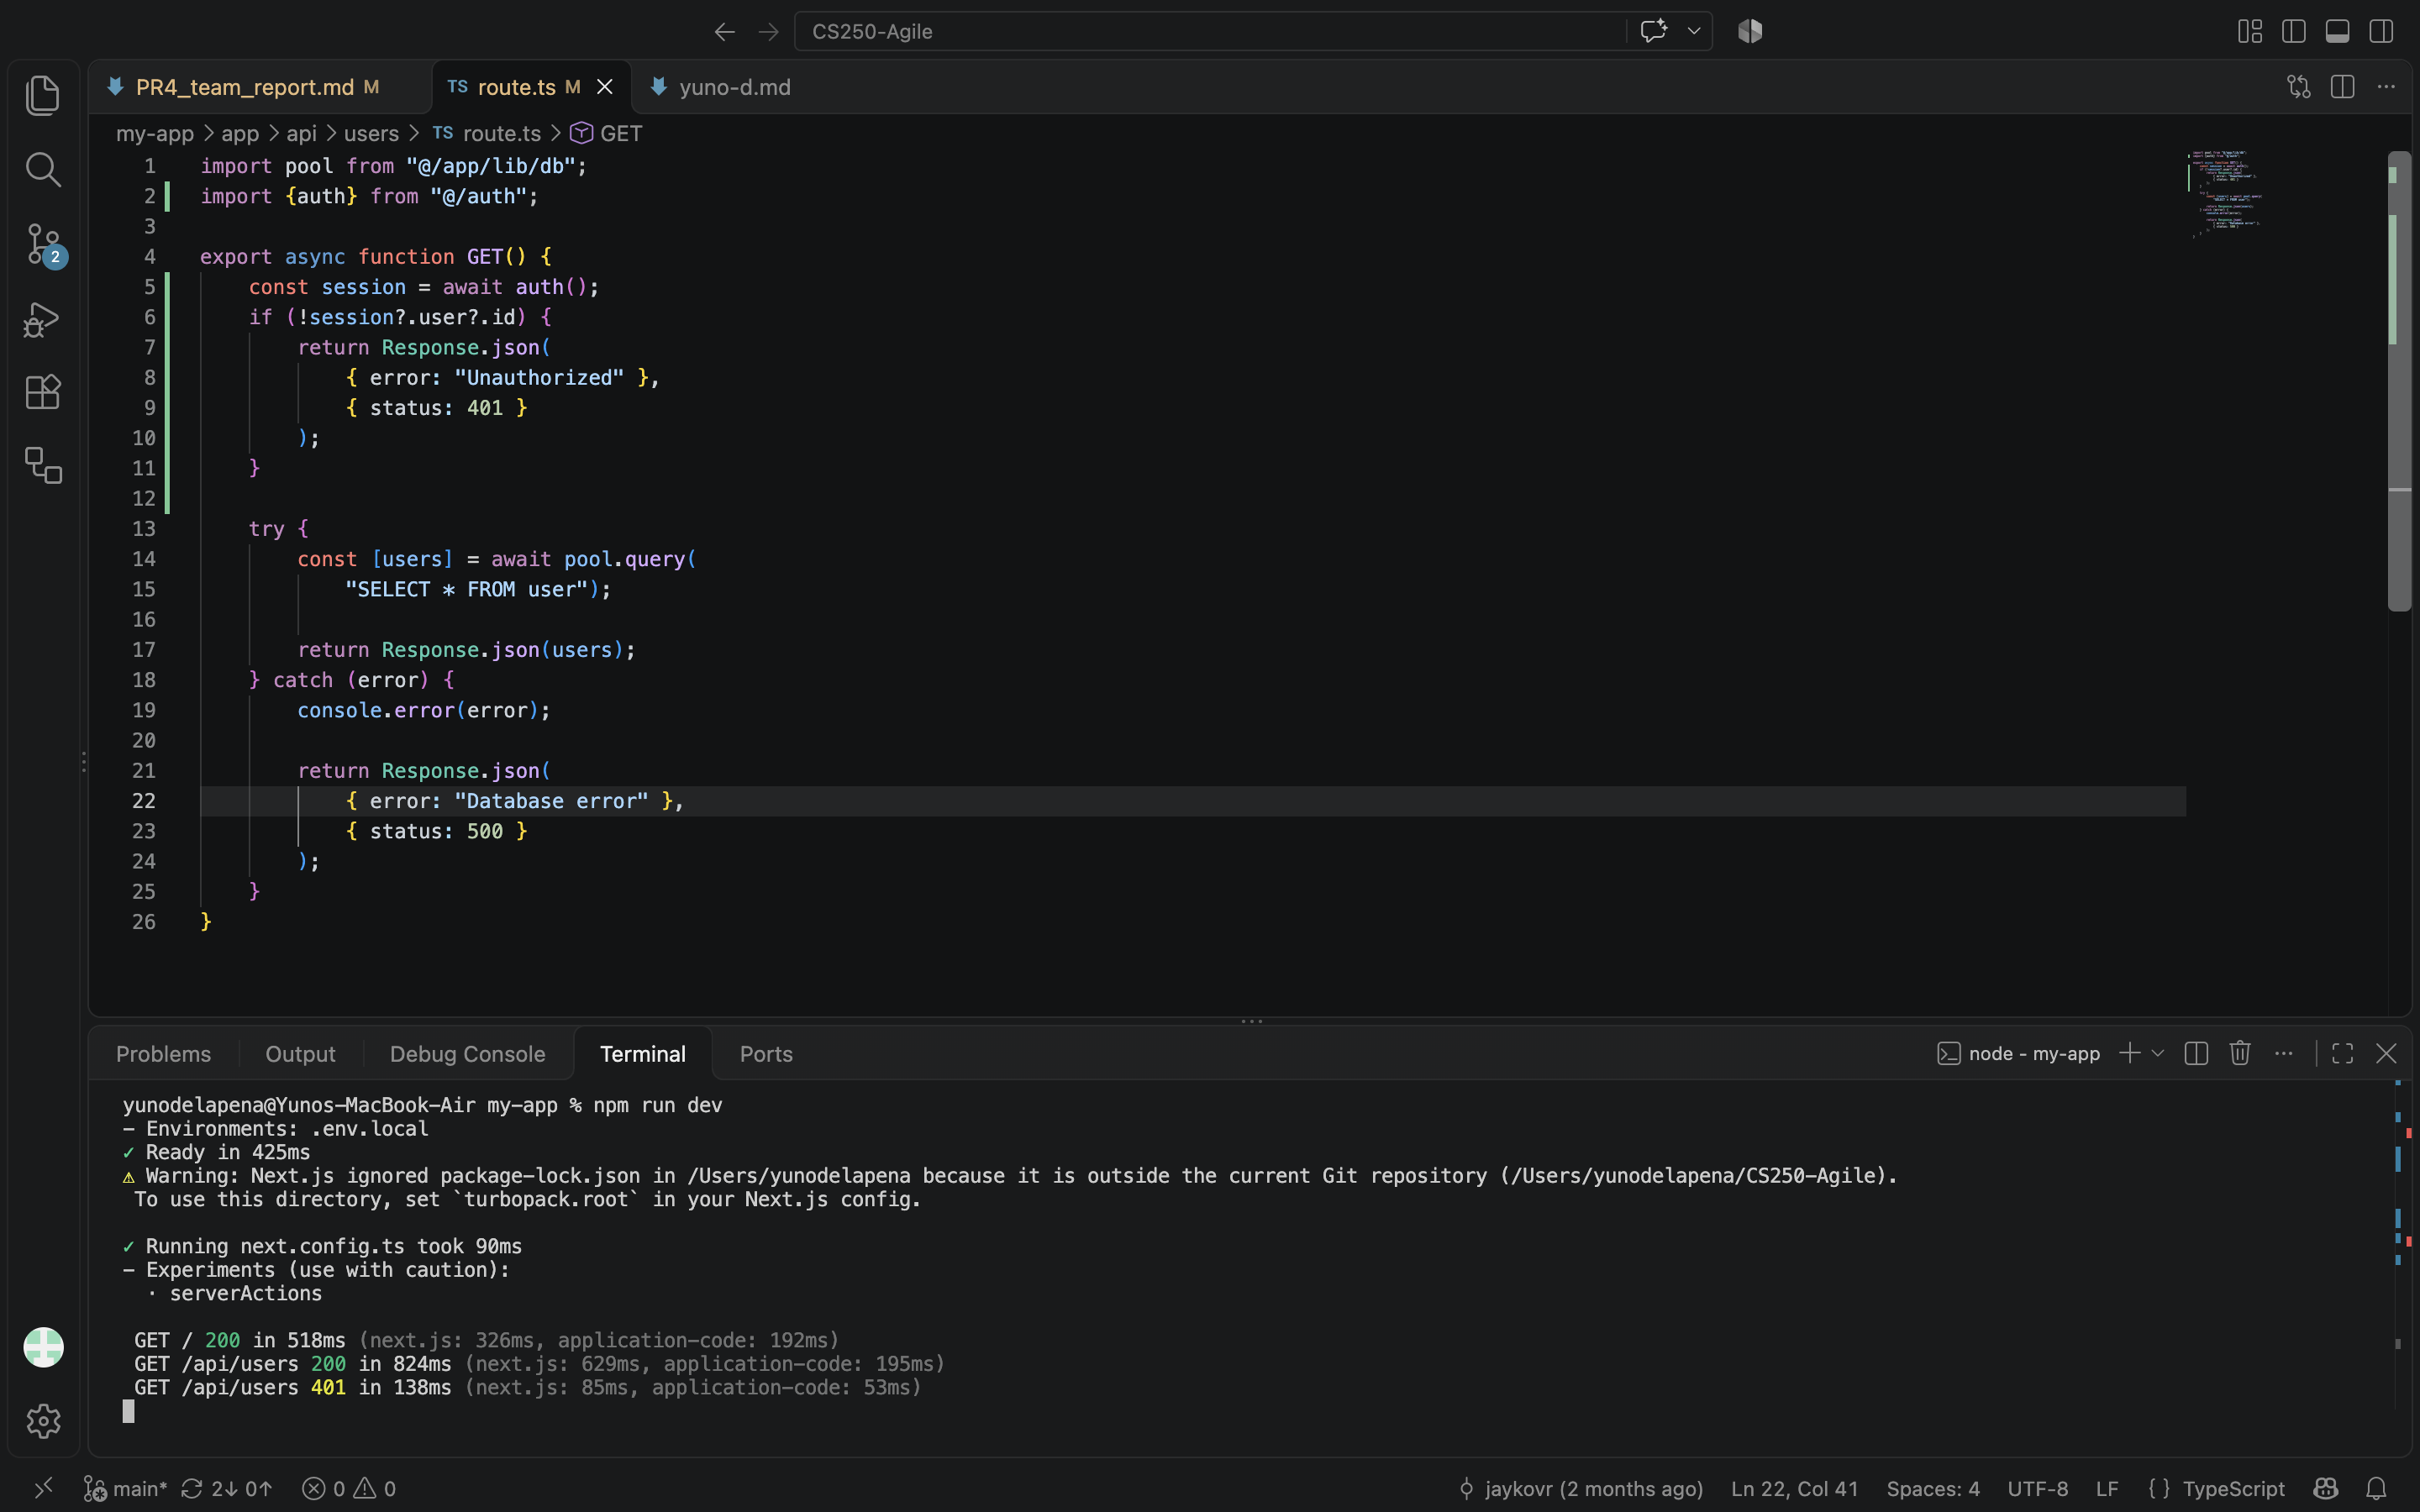 CS250-Agile
PR4_team_report.md M
TS route.ts M
yuno-d.md
my-app > app > api > users > TS route.ts > GET
1 import pool from "@/app/lib/db";
2 import {auth} from "@/auth";
3
4 export async function GET() {
5     const session = await auth();
6     if (!session?.user?.id) {
7         return Response.json(
8             { error: "Unauthorized" },
9             { status: 401 }
10         );
11     }
12
13     try {
14         const [users] = await pool.query(
15             "SELECT * FROM user");
16
17         return Response.json(users);
18     } catch (error) {
19         console.error(error);
20
21         return Response.json(
22             { error: "Database error" },
23             { status: 500 }
24         );
25     }
26 }
2
Problems Output Debug Console Terminal Ports
node - my-app
yunodelapena@Yunos-MacBook-Air my-app % npm run dev
- Environments: .env.local
✓ Ready in 425ms
⚠ Warning: Next.js ignored package-lock.json in /Users/yunodelapena because it is outside the current Git repository (/Users/yunodelapena/CS250-Agile).
To use this directory, set `turbopack.root` in your Next.js config.
✓ Running next.config.ts took 90ms
- Experiments (use with caution):
· serverActions
GET / 200 in 518ms (next.js: 326ms, application-code: 192ms)
GET /api/users 200 in 824ms (next.js: 629ms, application-code: 195ms)
GET /api/users 401 in 138ms (next.js: 85ms, application-code: 53ms)
main* 2↓ 0↑ 0 0 jaykovr (2 months ago) Ln 22, Col 41 Spaces: 4 UTF-8 LF { } TypeScript